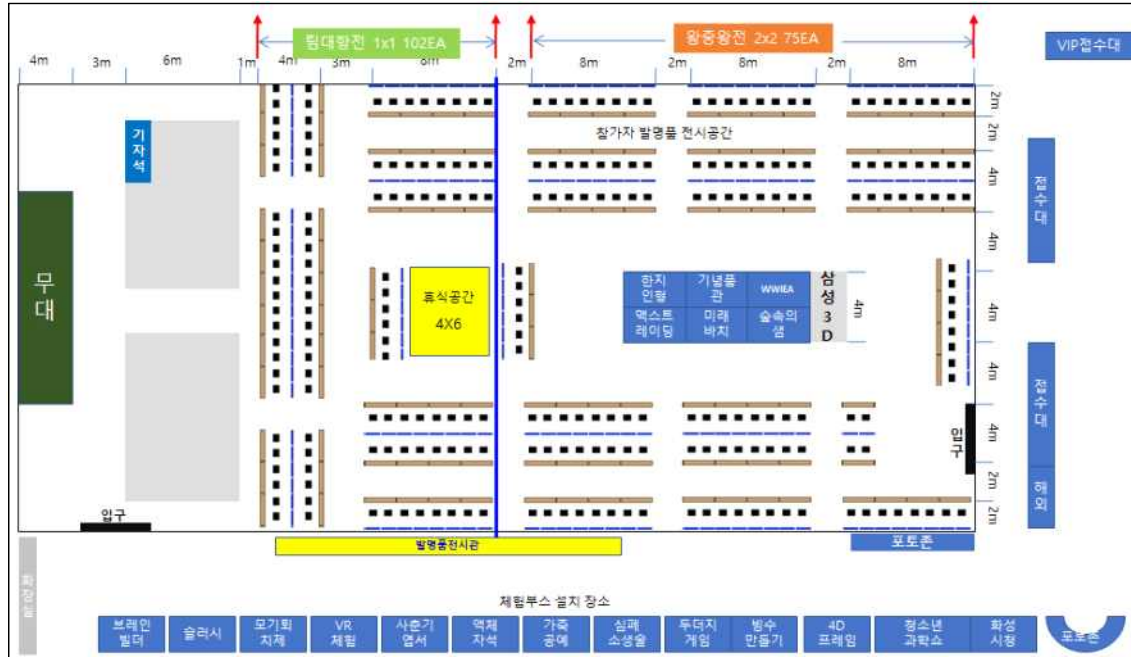 팀대항전 1x1 102EA
왕중왕전 2x2 75EA
VIP접수대
4m
3m
6m
1m
4m
3m
8m
2m
8m
2m
8m
2m
8m
기자석
무대
참가자 발명품 전시공간
휴식공간
4X6
한지
인형
기념품
관
WWIEA
맥스트
레이딩
미래
바치
숲속의
샘
삼성3D
4m
2m
2m
4m
4m
4m
4m
4m
2m
2m
접수대
접수대
해외
입구
입구
발명품전시관
포토존
화장실
체험부스 설치 장소
브레인
빌더
슬러시
모기퇴
치제
VR
체험
사춘기
엽서
액체
자석
가죽
공예
심폐
소생술
두더지
게임
빙수
만들기
4D
프레임
청소년
과학쇼
화성
시청
포토존